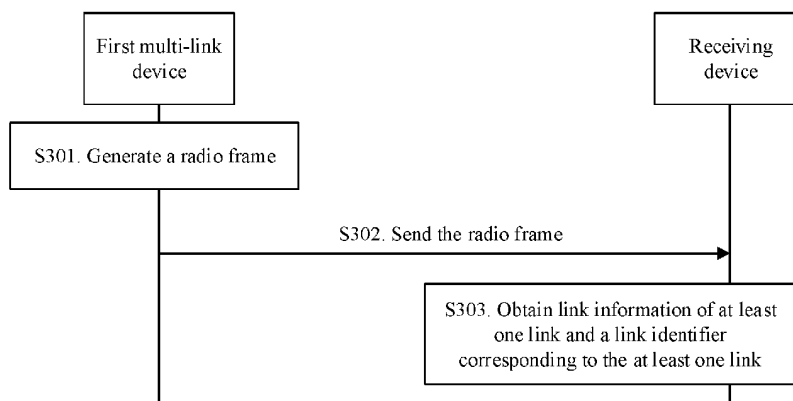 First multi-link
device
Receiving
device
S301. Generate a radio frame
S302. Send the radio frame
S303. Obtain link information of at least
one link and a link identifier
corresponding to the at least one link